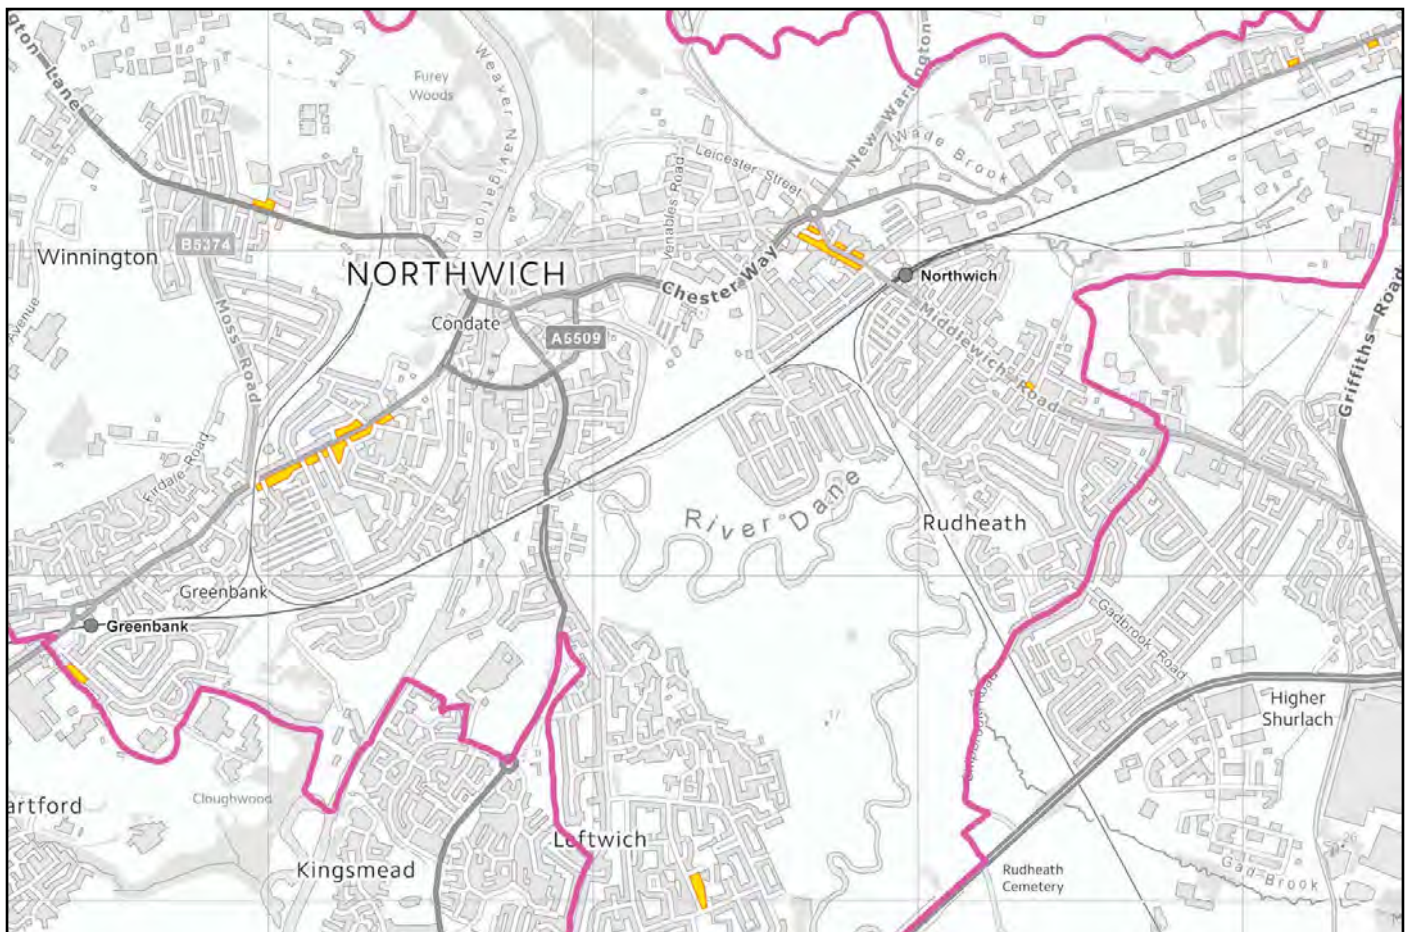 gton Lane
Furey
Woods
Weaver Navigation
New Warrington
Wade Brook
Leicester Street
Venables Road
Winnington
B5374
NORTHWICH
Chester Way
Northwich
Avenue
Moss Road
Condate
A5509
Middlewich Road
Griffiths Road
Firdale Road
River Dane
Rudheath
Greenbank
Greenbank
Gadbrook Road
Higher
Shurlach
artford
Cloughwood
Kingsmead
Leftwich
Rudheath
Cemetery
Gad Brook